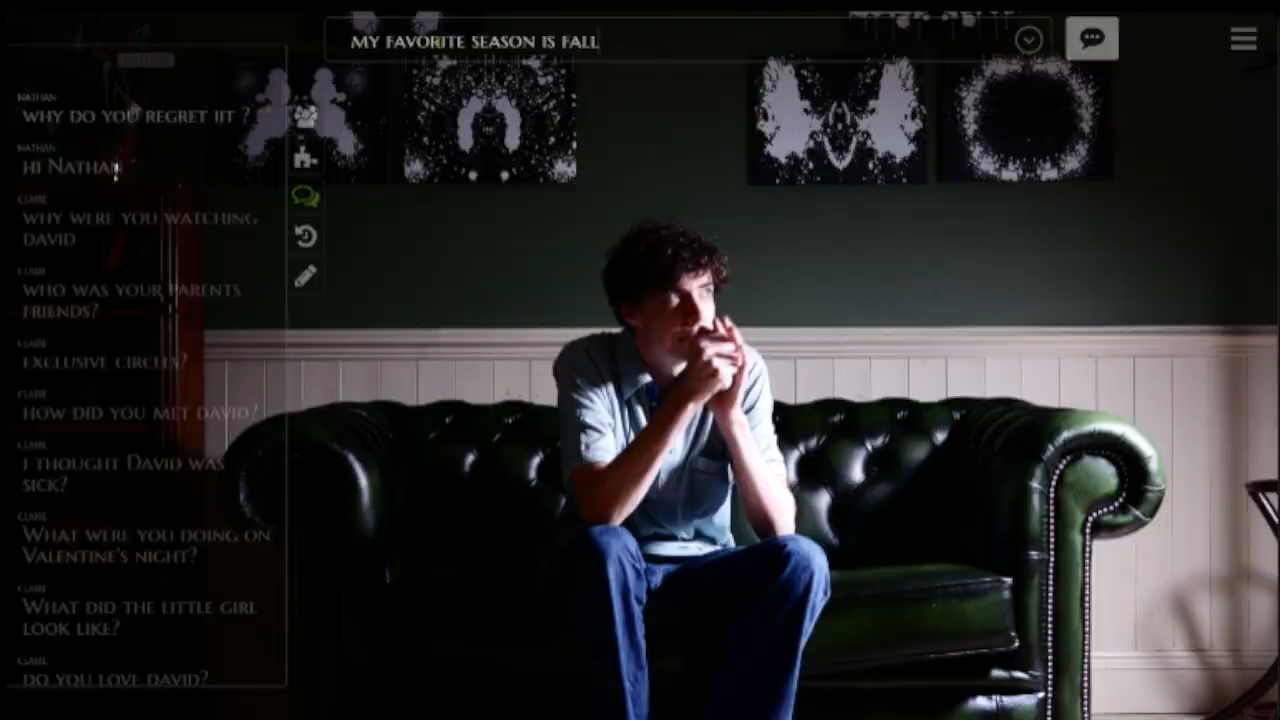 MY FAVORITE SEASON IS FALL
NATHAN
WHY DO YOU REGRET IIT ?
NATHAN
HI NATHAN
CLAIRE
WHY WERE YOU WATCHING
DAVID
CLAIRE
WHO WAS YOUR PARENTS
FRIENDS?
CLAIRE
EXCLUSIVE CIRCLES?
CLAIRE
HOW DID YOU MET DAVID?
CLAIRE
I THOUGHT DAVID WAS
SICK?
CLAIRE
WHAT WERE YOU DOING ON
VALENTINE'S NIGHT?
CLAIRE
WHAT DID THE LITTLE GIRL
LOOK LIKE?
CLAIRE
DO YOU LOVE DAVID?